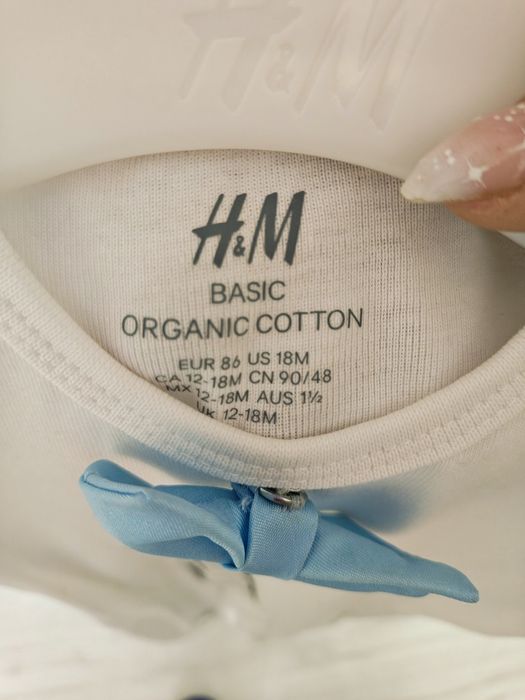 H&M
H&M
BASIC
ORGANIC COTTON
EUR 86 US 18M
CA 12-18M CN 90/48
MX 12-18M AUS 1½
UK 12-18M